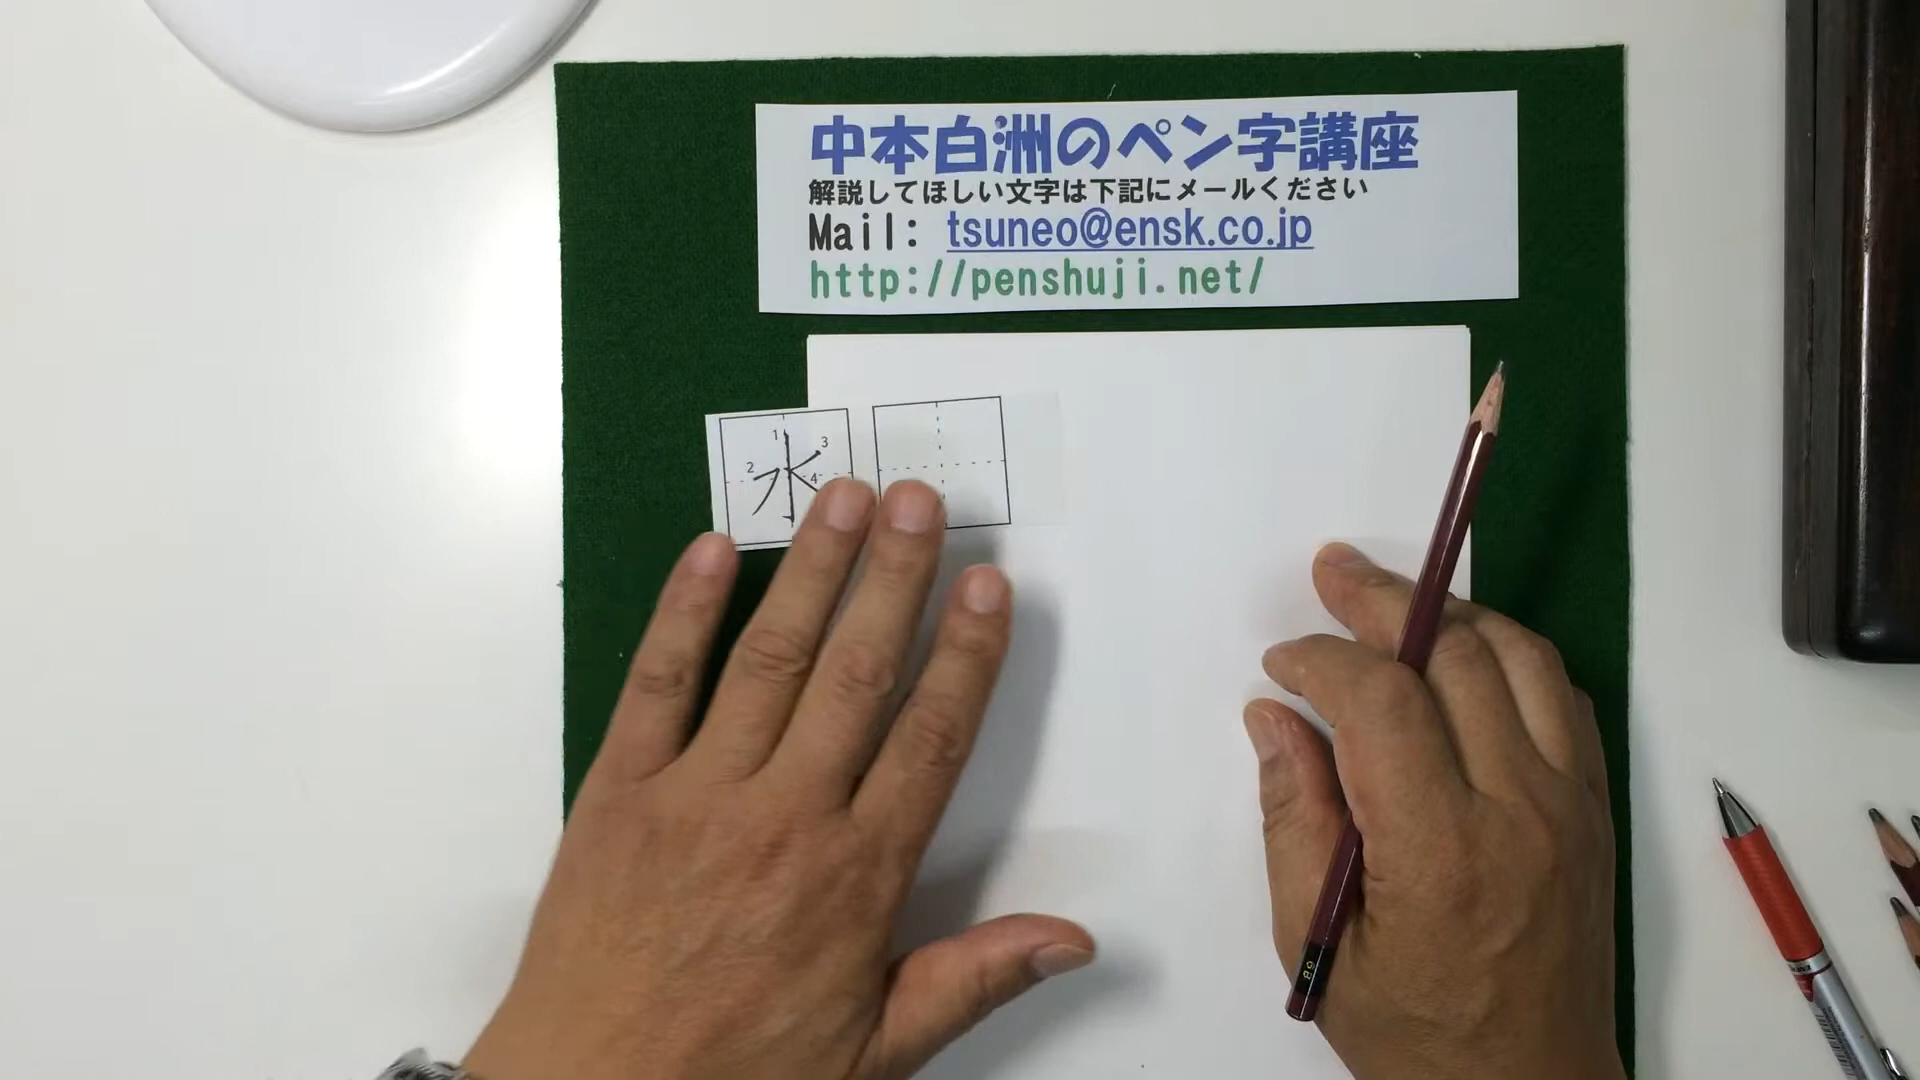 中本白洲のペン字講座
解説してほしい文字は下記にメールください
Mail: tsuneo@ensk.co.jp
http://penshuji.net/
1
3
2
4
水
6B